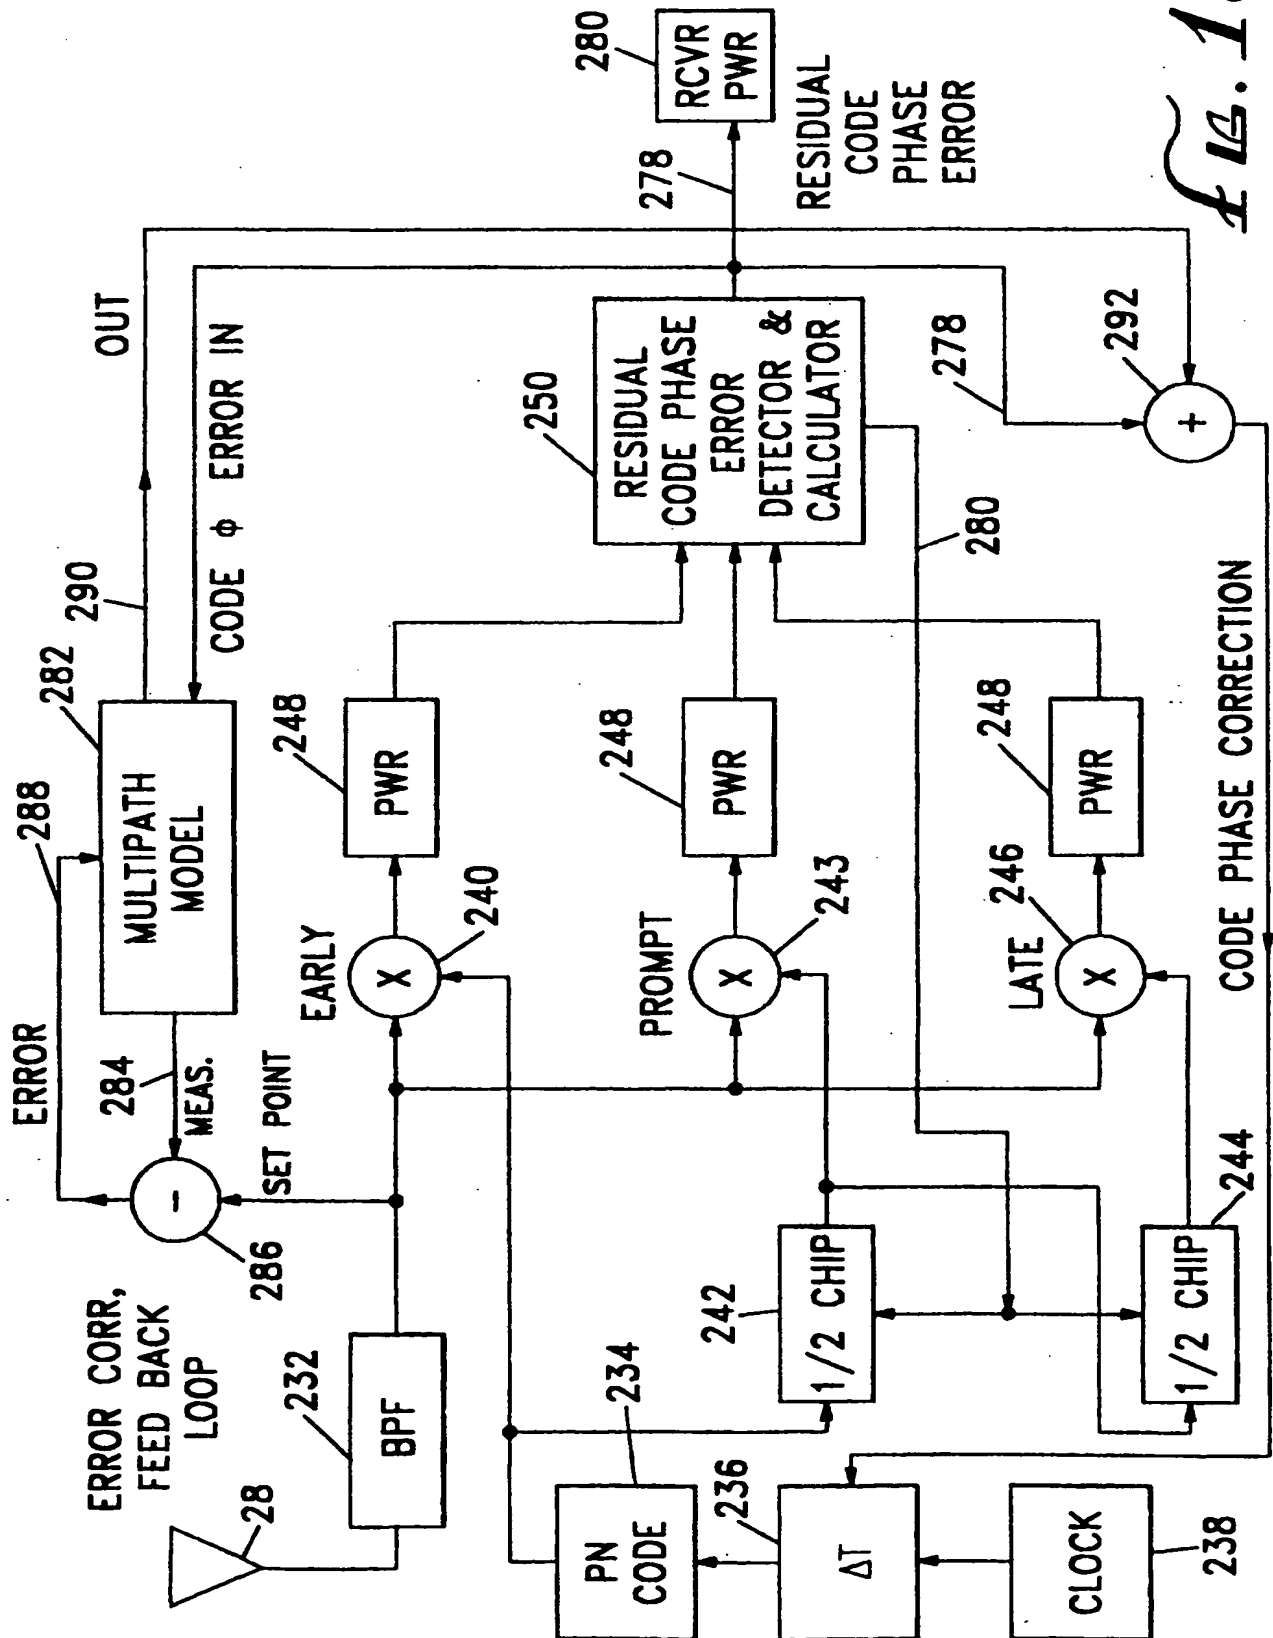 ERROR CORR,
FEED BACK
LOOP
28
232
BPF
286
-
SET POINT
ERROR
288
284
MEAS.
282
MULTIPATH
MODEL
290
OUT
CODE ϕ ERROR IN
EARLY
X
240
248
PWR
PROMPT
X
243
248
PWR
LATE
X
246
248
PWR
250
RESIDUAL
CODE PHASE
ERROR
DETECTOR &
CALCULATOR
278
280
RCVR
PWR
RESIDUAL
CODE
PHASE
ERROR
280
278
292
+
234
PN
CODE
236
ΔT
CLOCK
238
242
1/2 CHIP
1/2 CHIP
244
CODE PHASE CORRECTION